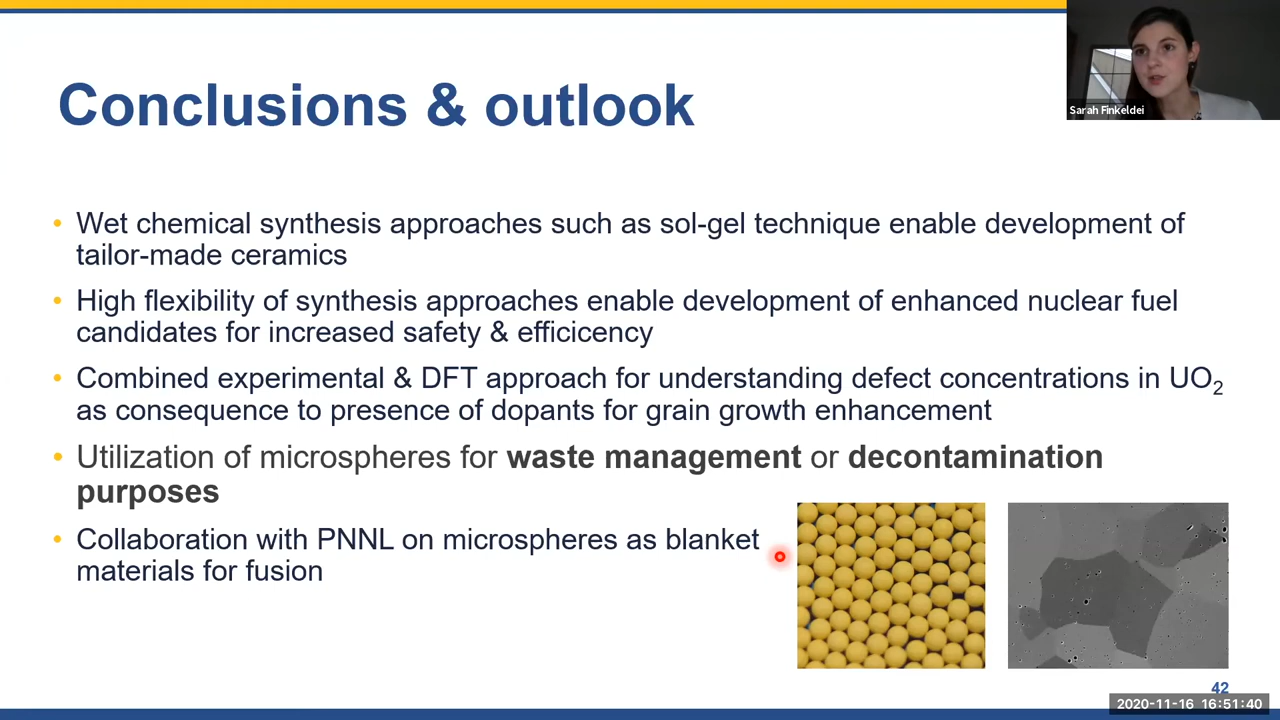 Sarah Finkeldei
Conclusions & outlook
• Wet chemical synthesis approaches such as sol-gel technique enable development of
tailor-made ceramics
• High flexibility of synthesis approaches enable development of enhanced nuclear fuel
candidates for increased safety & efficicency
• Combined experimental & DFT approach for understanding defect concentrations in UO₂
as consequence to presence of dopants for grain growth enhancement
• Utilization of microspheres for waste management or decontamination
purposes
• Collaboration with PNNL on microspheres as blanket
materials for fusion
42
2020-11-16 16:51:40